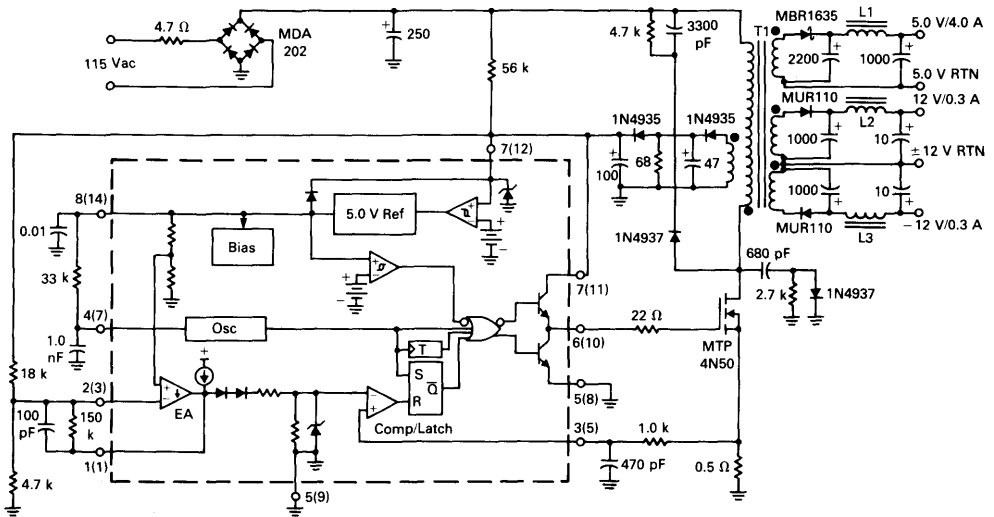 4.7 Ω
MDA
202
115 Vac
+
250
56 k
4.7 k
+
3300
pF
T1
MBR1635
L1
5.0 V/4.0 A
+
2200
+
1000
5.0 V RTN
MUR110
12 V/0.3 A
L2
+
1000
+
10
± 12 V RTN
+
1000
+
10
MUR110
L3
–12 V/0.3 A
1N4935
1N4935
+
100
68
+
47
1N4937
680 pF
2.7 k
1N4937
7(12)
8(14)
0.01
5.0 V Ref
+
–
+
–
Bias
33 k
+
–
+
–
7(11)
4(7)
Osc
1.0
nF
T
22 Ω
6(10)
MTP
4N50
18 k
+
S
Q̅
R
2(3)
+
–
EA
–
+
Comp/Latch
5(8)
100
pF
150
k
3(5)
1.0 k
1(1)
470 pF
0.5 Ω
4.7 k
5(9)